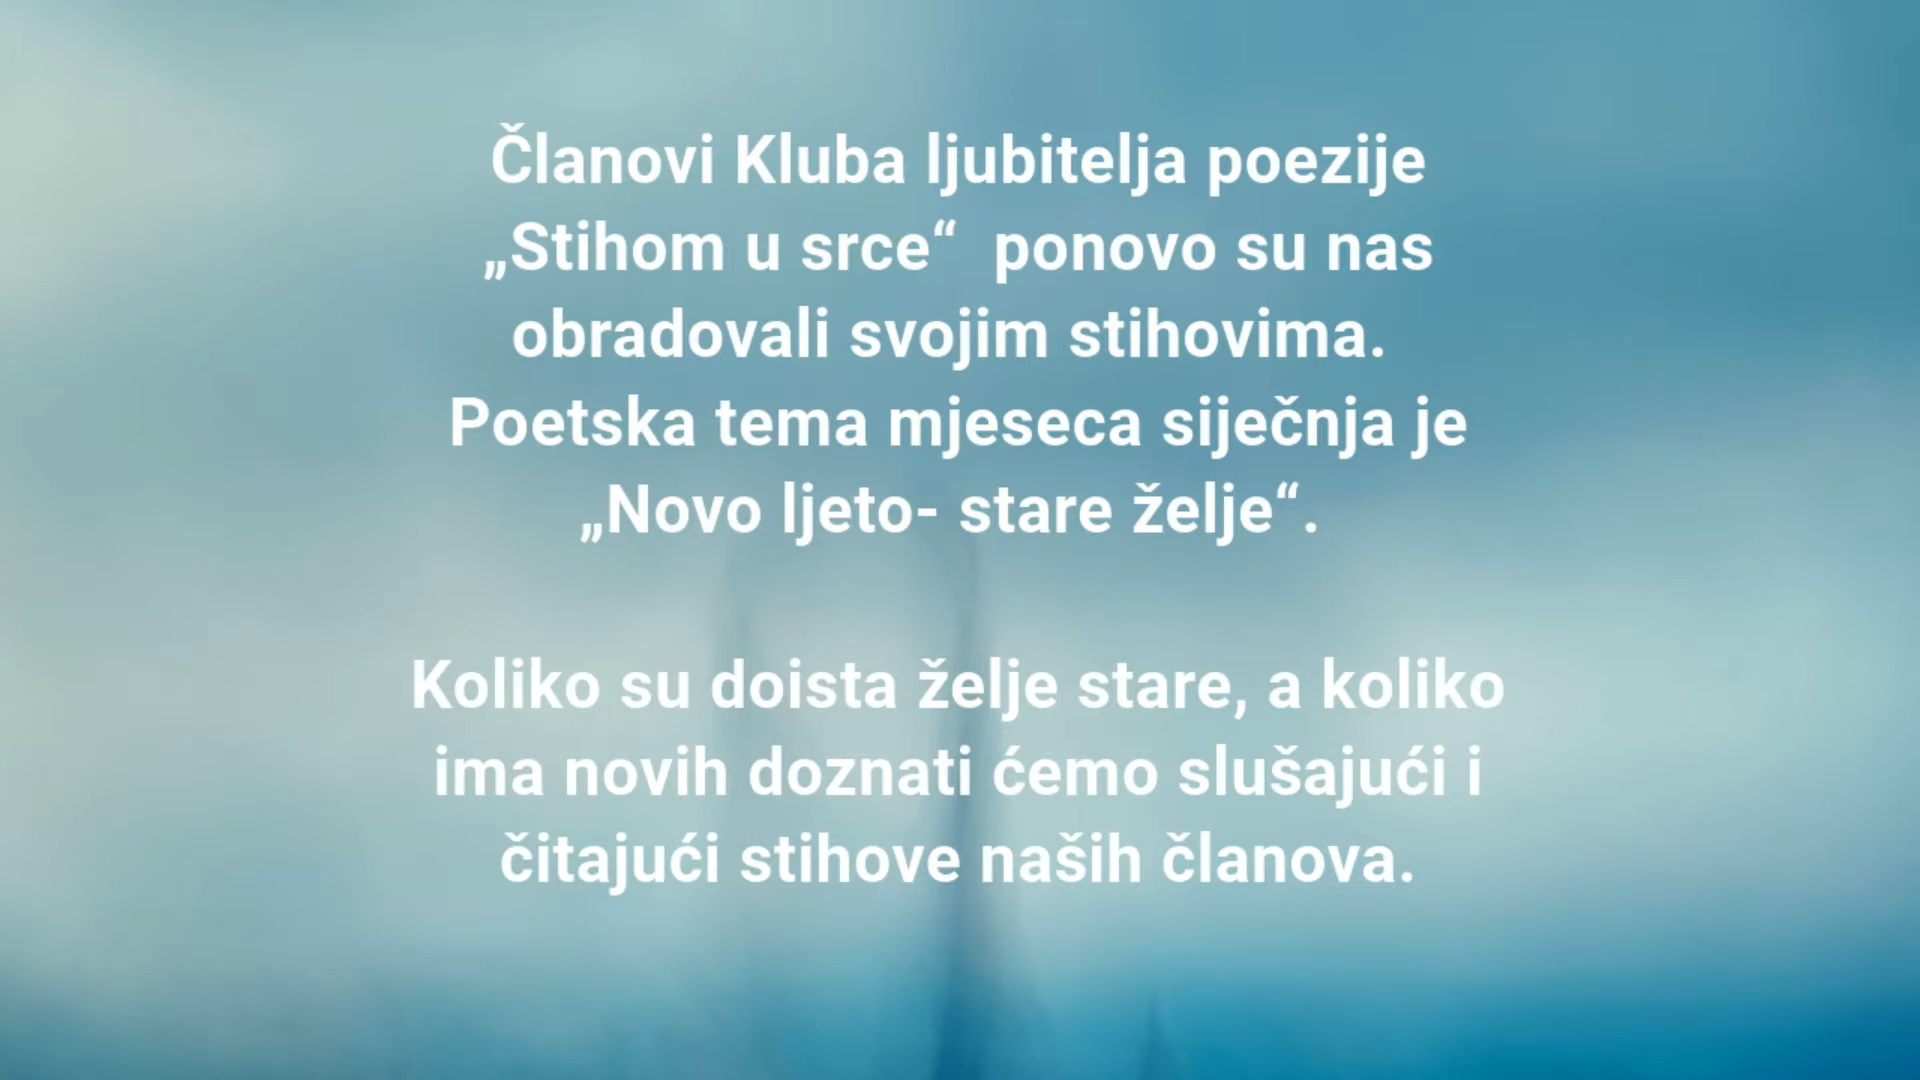 Članovi Kluba ljubitelja poezije
„Stihom u srce“  ponovo su nas
obradovali svojim stihovima.
Poetska tema mjeseca siječnja je
„Novo ljeto- stare želje“.
Koliko su doista želje stare, a koliko
ima novih doznati ćemo slušajući i
čitajući stihove naših članova.